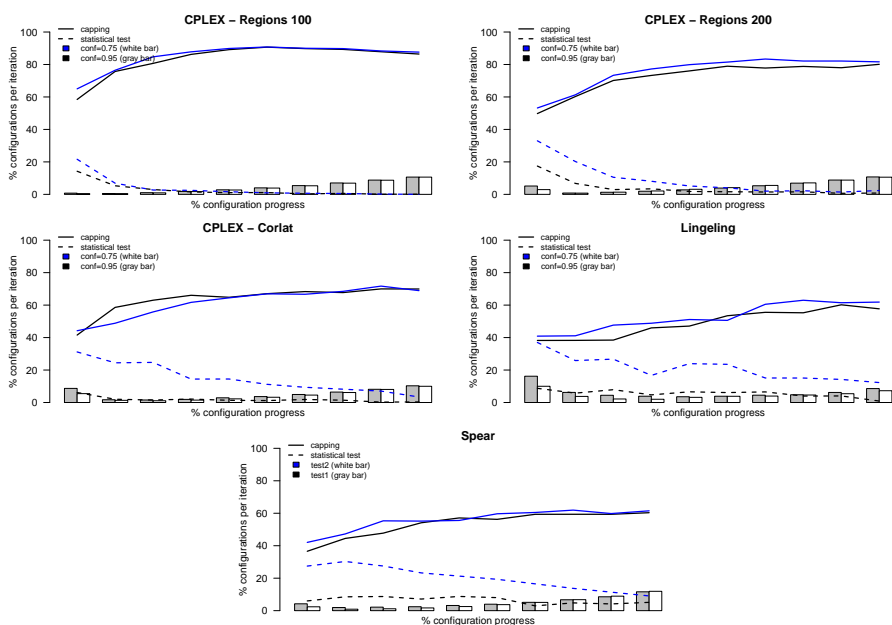 CPLEX − Regions 100
% configurations per iteration
100
80
60
40
20
0
capping
statistical test
conf=0.75 (white bar)
conf=0.95 (gray bar)
% configuration progress
CPLEX − Regions 200
% configurations per iteration
100
80
60
40
20
0
capping
statistical test
conf=0.75 (white bar)
conf=0.95 (gray bar)
% configuration progress
CPLEX − Corlat
% configurations per iteration
100
80
60
40
20
0
capping
statistical test
conf=0.75 (white bar)
conf=0.95 (gray bar)
% configuration progress
Lingeling
% configurations per iteration
100
80
60
40
20
0
capping
statistical test
conf=0.75 (white bar)
conf=0.95 (gray bar)
% configuration progress
Spear
% configurations per iteration
100
80
60
40
20
0
capping
statistical test
test2 (white bar)
test1 (gray bar)
% configuration progress